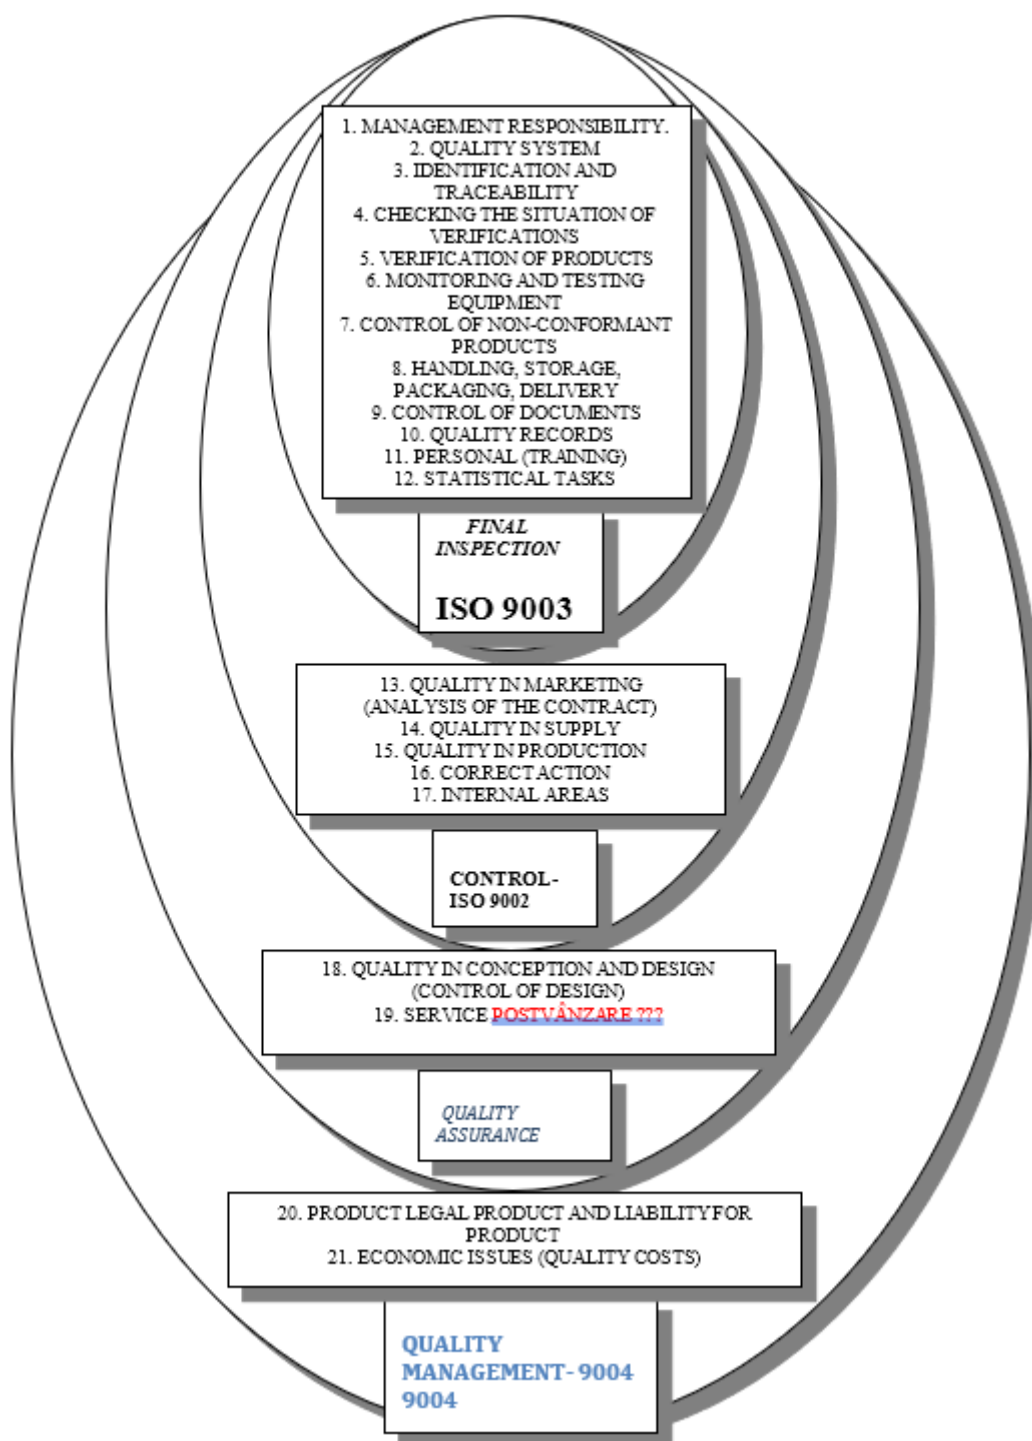 1. MANAGEMENT RESPONSIBILITY.
2. QUALITY SYSTEM
3. IDENTIFICATION AND
TRACEABILITY
4. CHECKING THE SITUATION OF
VERIFICATIONS
5. VERIFICATION OF PRODUCTS
6. MONITORING AND TESTING
EQUIPMENT
7. CONTROL OF NON-CONFORMANT
PRODUCTS
8. HANDLING, STORAGE,
PACKAGING, DELIVERY
9. CONTROL OF DOCUMENTS
10. QUALITY RECORDS
11. PERSONAL (TRAINING)
12. STATISTICAL TASKS
FINAL
INSPECTION
ISO 9003
13. QUALITY IN MARKETING
(ANALYSIS OF THE CONTRACT)
14. QUALITY IN SUPPLY
15. QUALITY IN PRODUCTION
16. CORRECT ACTION
17. INTERNAL AREAS
CONTROL-
ISO 9002
18. QUALITY IN CONCEPTION AND DESIGN
(CONTROL OF DESIGN)
19. SERVICE POSTVÂNZARE ???
QUALITY
ASSURANCE
20. PRODUCT LEGAL PRODUCT AND LIABILITY FOR
PRODUCT
21. ECONOMIC ISSUES (QUALITY COSTS)
QUALITY
MANAGEMENT- 9004
9004